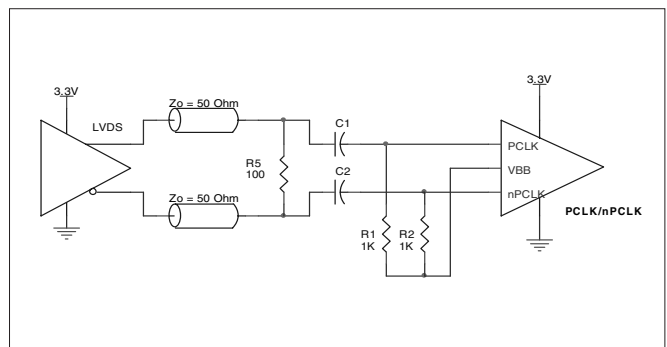 3.3V
LVDS
Zo = 50 Ohm
Zo = 50 Ohm
R5
100
C1
C2
R1
1K
R2
1K
3.3V
PCLK
VBB
nPCLK
PCLK/nPCLK